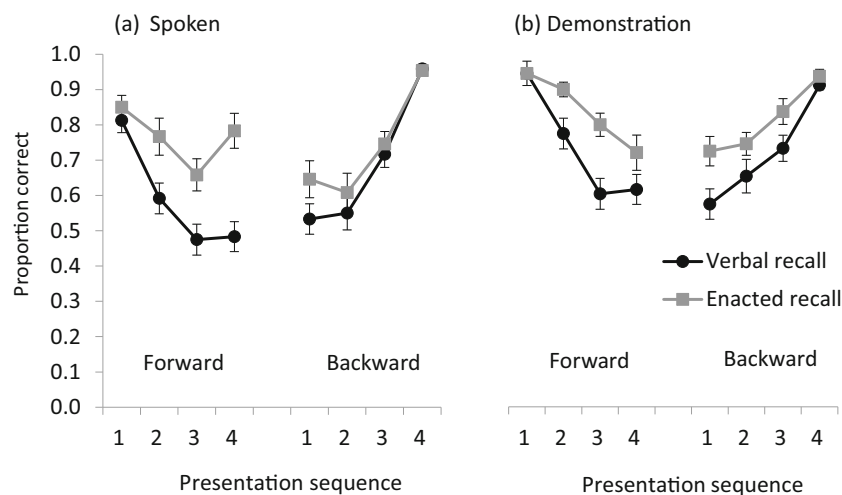 (a) Spoken
(b) Demonstration
Proportion correct
1.0
0.9
0.8
0.7
0.6
0.5
0.4
0.3
0.2
0.1
0.0
Verbal recall
Enacted recall
Forward
Backward
Forward
Backward
1 2 3 4 1 2 3 4
1 2 3 4 1 2 3 4
Presentation sequence
Presentation sequence